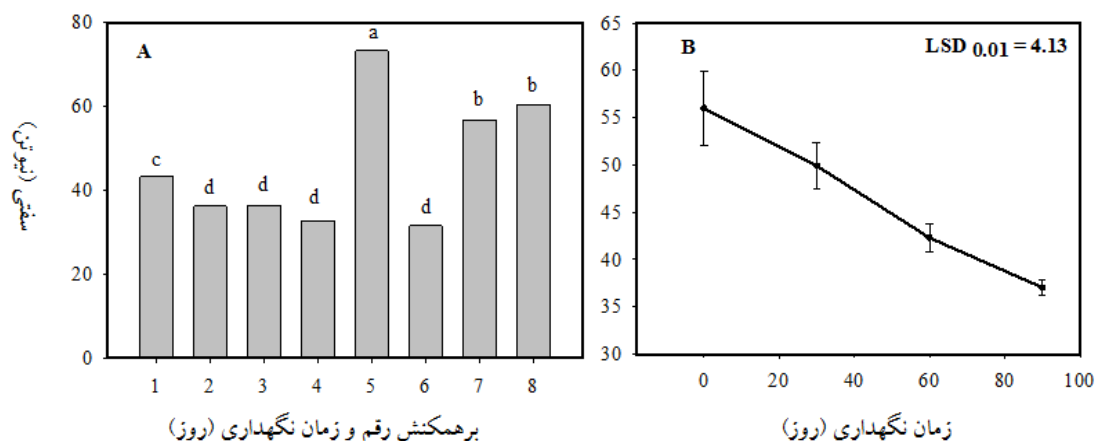 سفتی (نیوتن)
80
60
40
20
0
A
c
d
d
d
a
d
b
b
1 2 3 4 5 6 7 8
برهمکنش رقم و زمان نگهداری (روز)
65
60
55
50
45
40
35
30
B
LSD 0.01 = 4.13
0 20 40 60 80 100
زمان نگهداری (روز)